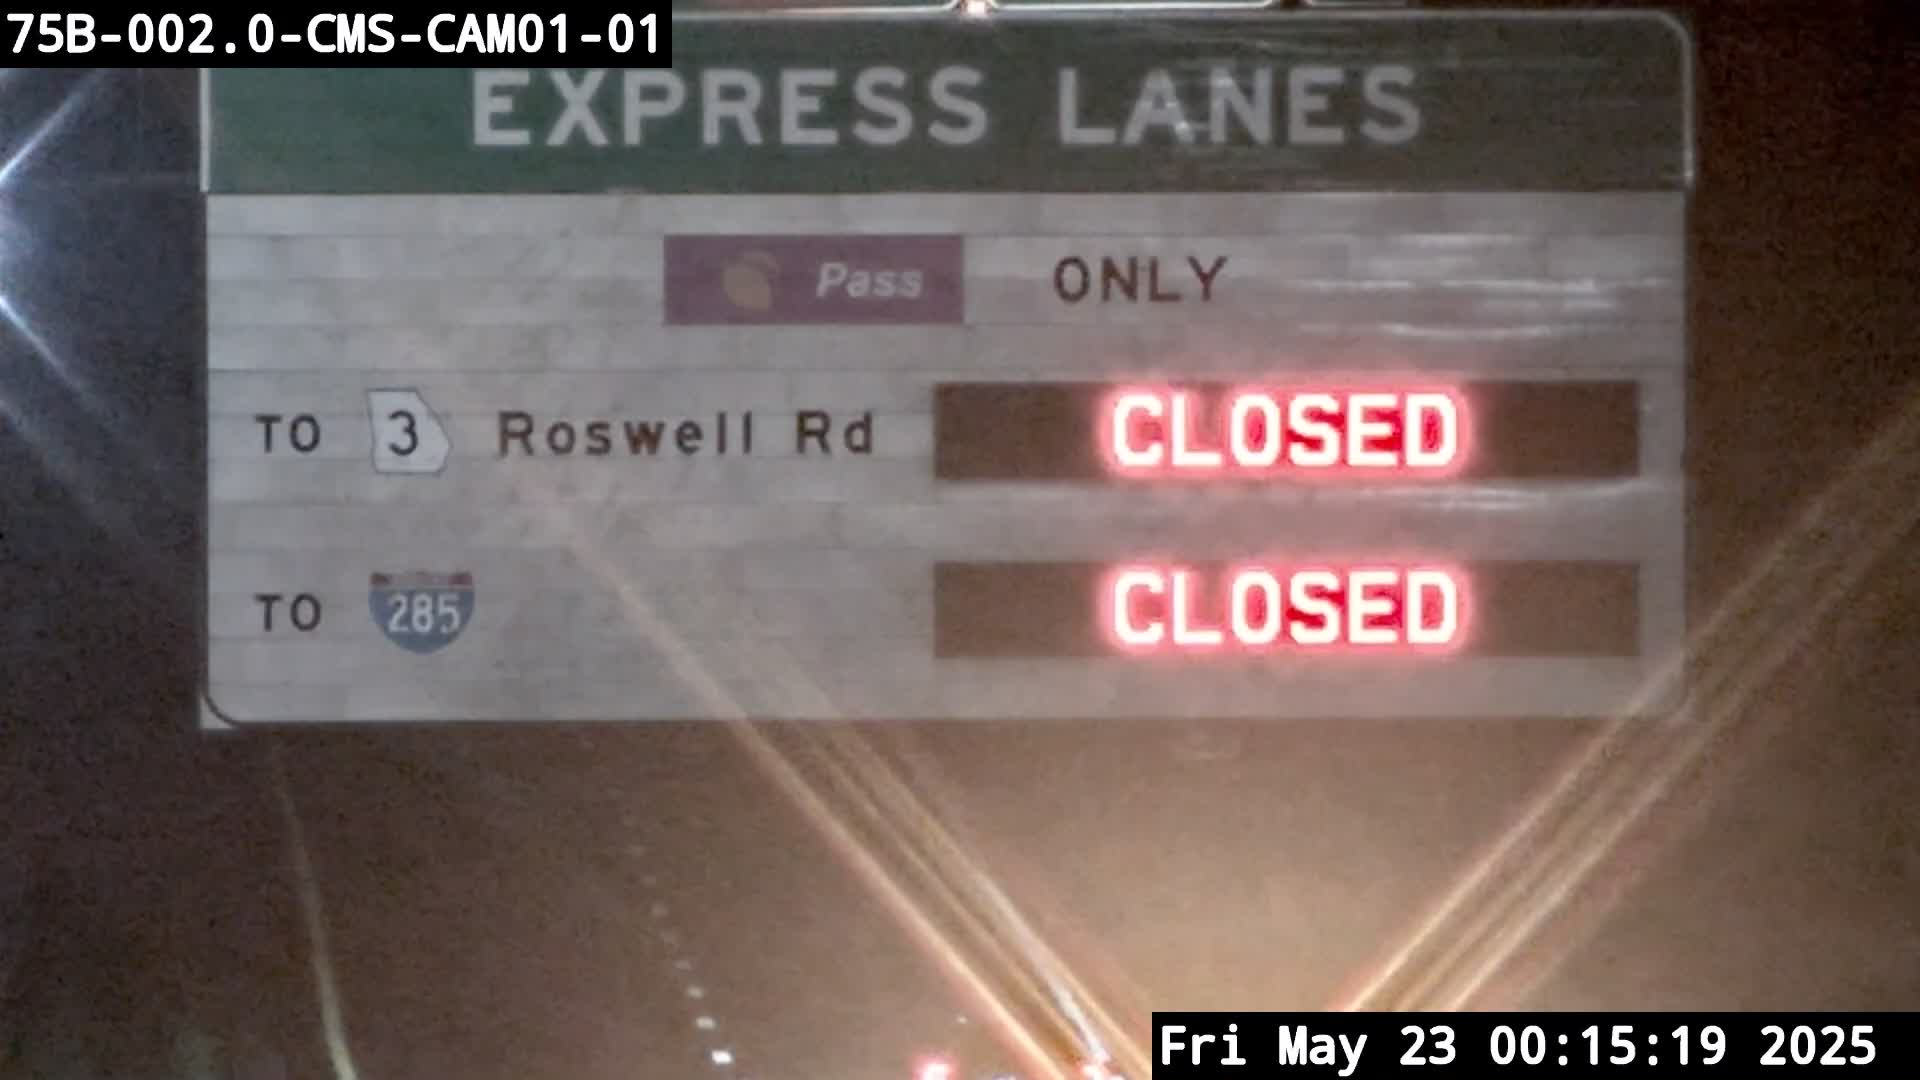 75B-002.0-CMS-CAM01-01
EXPRESS LANES
Pass ONLY
TO 3 Roswell Rd CLOSED
TO 285 CLOSED
Fri May 23 00:15:19 2025